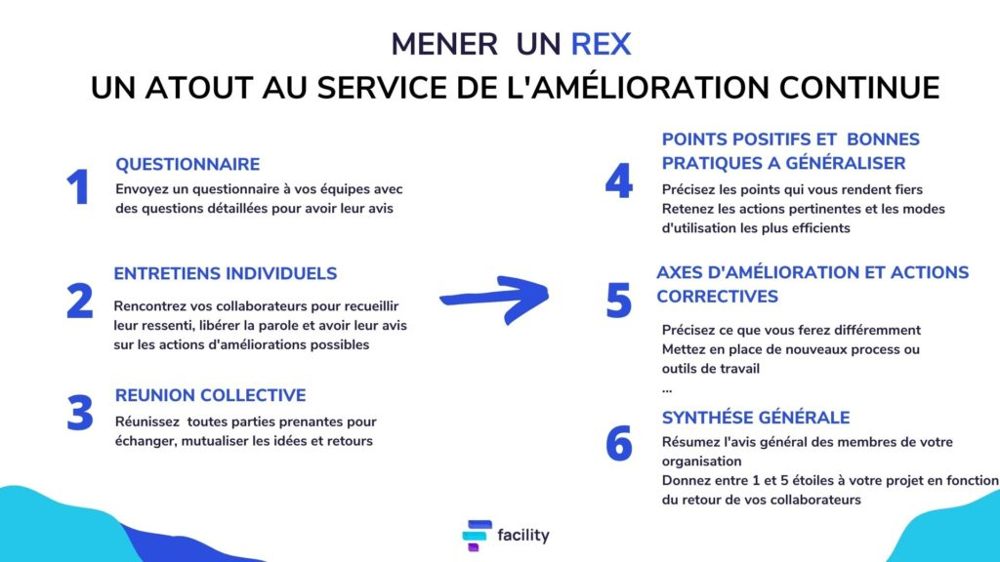 MENER UN REX
UN ATOUT AU SERVICE DE L'AMÉLIORATION CONTINUE
1
QUESTIONNAIRE
Envoyez un questionnaire à vos équipes avec
des questions détaillées pour avoir leur avis
2
ENTRETIENS INDIVIDUELS
Rencontrez vos collaborateurs pour recueillir
leur ressenti, libérer la parole et avoir leur avis
sur les actions d'améliorations possibles
3
REUNION COLLECTIVE
Réunissez toutes parties prenantes pour
échanger, mutualiser les idées et retours
4
POINTS POSITIFS ET BONNES
PRATIQUES A GÉNÉRALISER
Précisez les points qui vous rendent fiers
Retenez les actions pertinentes et les modes
d'utilisation les plus efficients
5
AXES D'AMÉLIORATION ET ACTIONS
CORRECTIVES
Précisez ce que vous ferez différemment
Mettez en place de nouveaux process ou
outils de travail
...
6
SYNTHÉSE GÉNÉRALE
Résumez l'avis général des membres de votre
organisation
Donnez entre 1 et 5 étoiles à votre projet en fonction
du retour de vos collaborateurs
facility